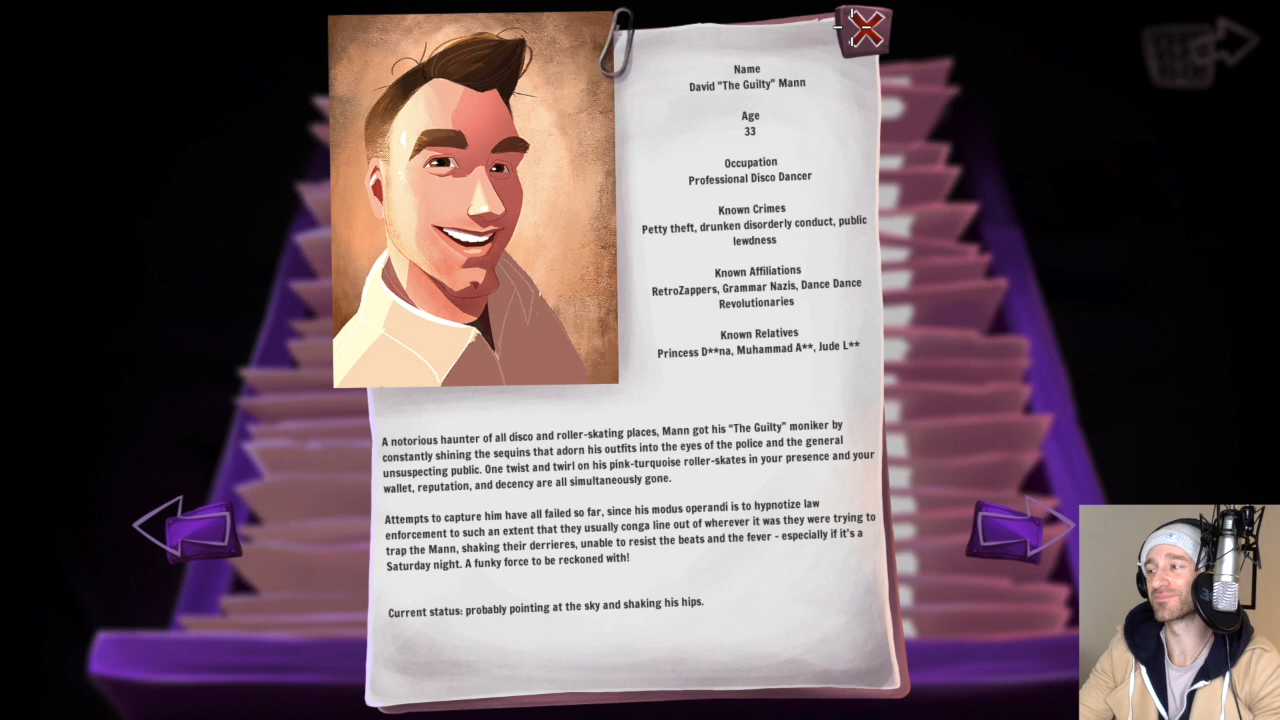 Name
David "The Guilty" Mann
Age
33
Occupation
Professional Disco Dancer
Known Crimes
Petty theft, drunken disorderly conduct, public
lewdness
Known Affiliations
RetroZappers, Grammar Nazis, Dance Dance
Revolutionaries
Known Relatives
Princess D**na, Muhammad A**, Jude L**
A notorious haunter of all disco and roller-skating places, Mann got his “The Guilty” moniker by
constantly shining the sequins that adorn his outfits into the eyes of the police and the general
unsuspecting public. One twist and twirl on his pink-turquoise roller-skates in your presence and your
wallet, reputation, and decency are all simultaneously gone.
Attempts to capture him have all failed so far, since his modus operandi is to hypnotize law
enforcement to such an extent that they usually conga line out of wherever it was they were trying to
trap the Mann, shaking their derrieres, unable to resist the beats and the fever - especially if it's a
Saturday night. A funky force to be reckoned with!
Current status: probably pointing at the sky and shaking his hips.